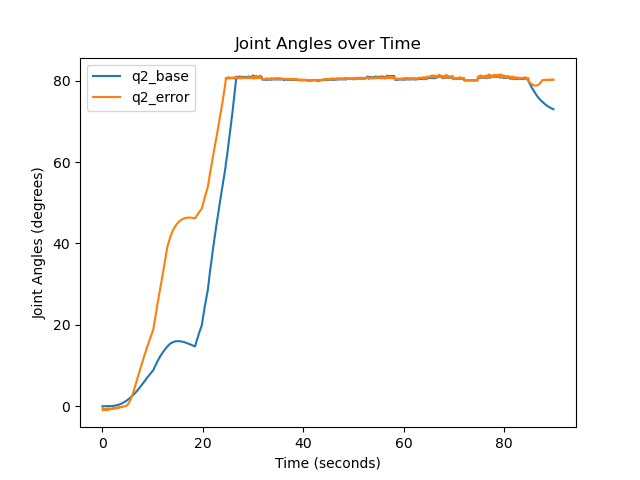 Joint Angles over Time
q2_base
q2_error
Joint Angles (degrees)
80
60
40
20
0
0 20 40 60 80
Time (seconds)